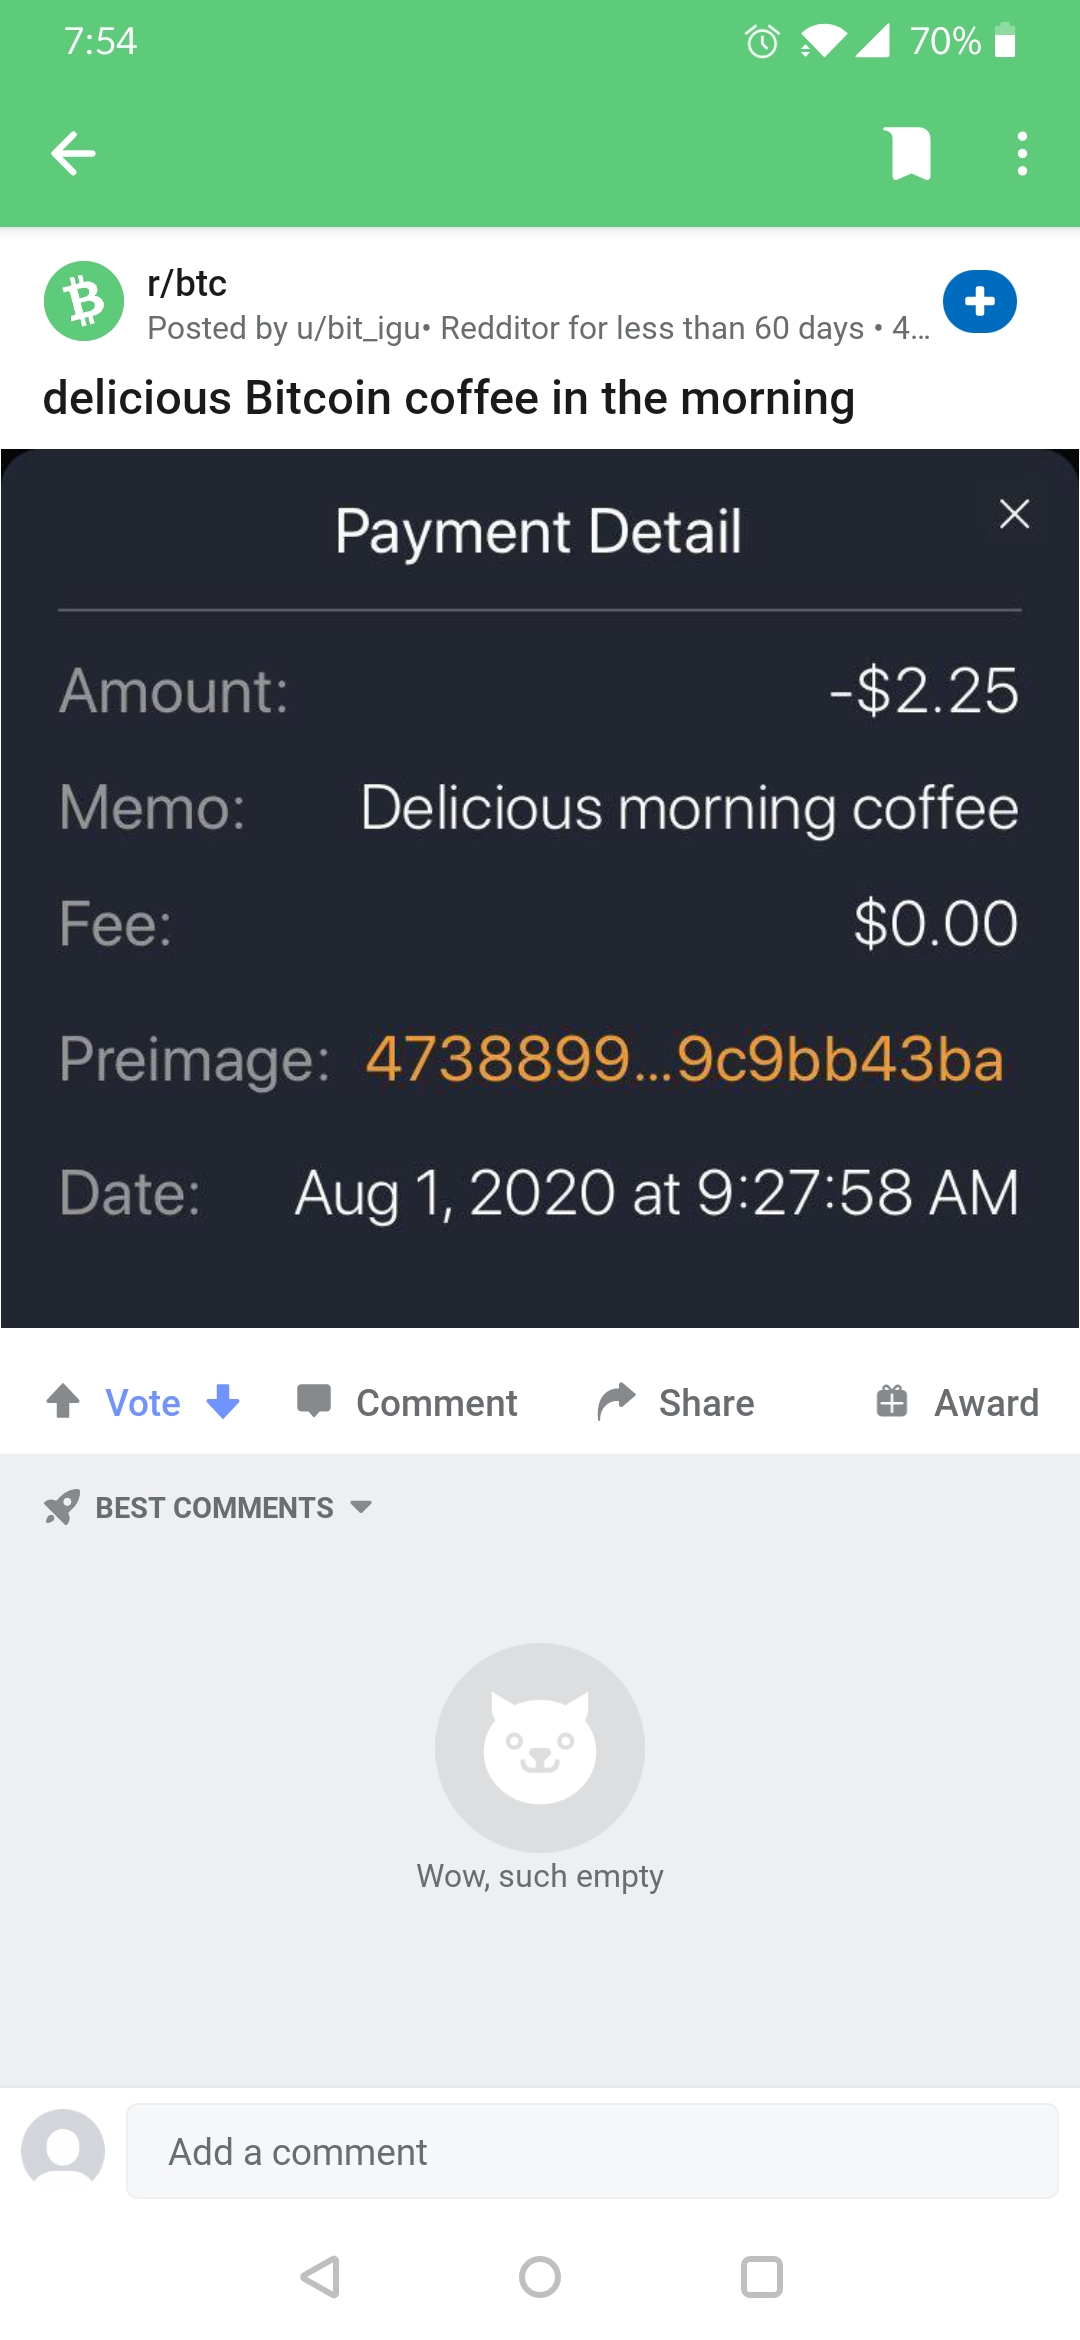 7:54
70%
r/btc
Posted by u/bit_igu• Redditor for less than 60 days • 4...
delicious Bitcoin coffee in the morning
Payment Detail
Amount: -$2.25
Memo: Delicious morning coffee
Fee: $0.00
Preimage: 4738899...9c9bb43ba
Date: Aug 1, 2020 at 9:27:58 AM
Vote Comment Share Award
BEST COMMENTS
Wow, such empty
Add a comment